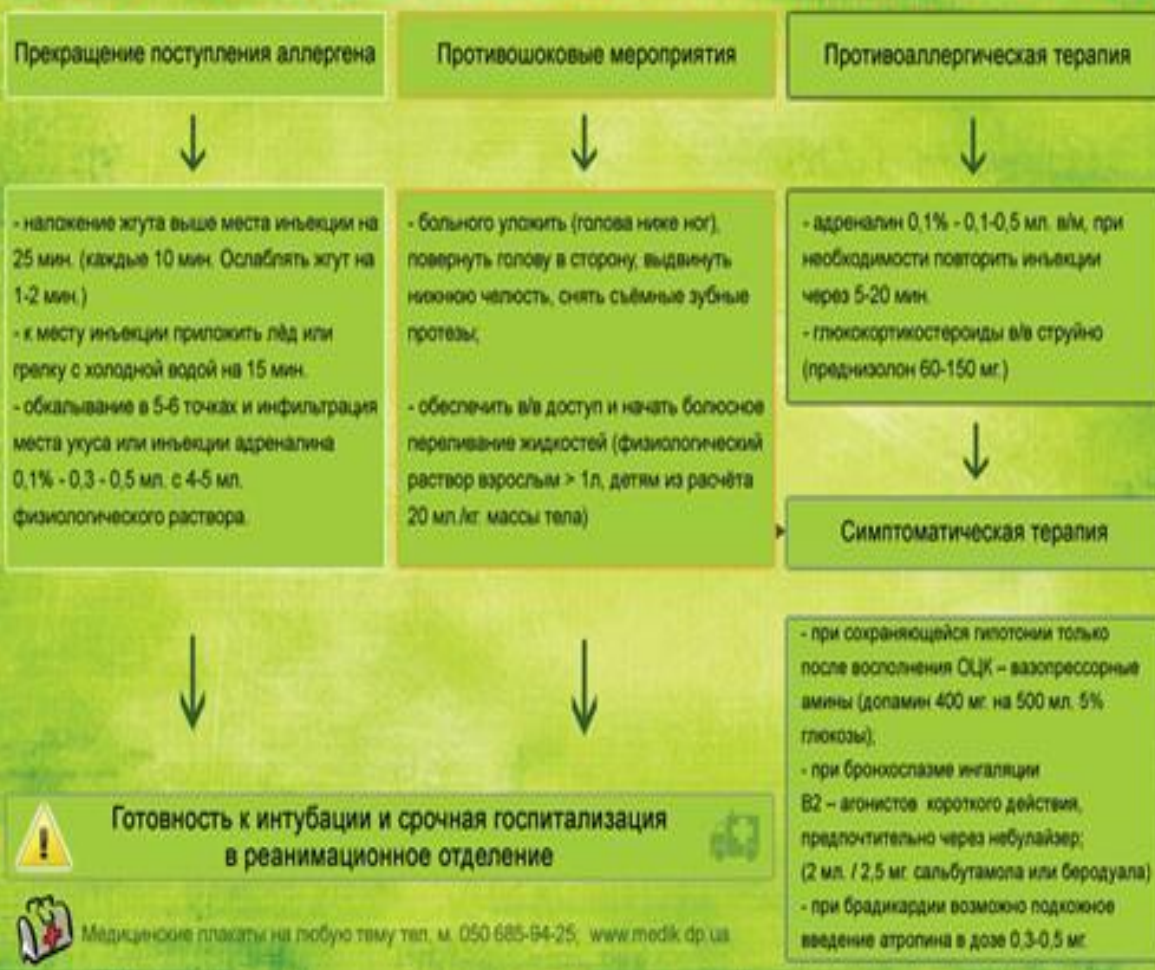 Прекращение поступления аллергена
- наложение жгута выше места инъекции на
25 мин. (каждые 10 мин. Ослаблять жгут на
1-2 мин.)
- к месту инъекции приложить лёд или
грелку с холодной водой на 15 мин.
- обкалывание в 5-6 точках и инфильтрация
места укуса или инъекции адреналина
0,1% - 0,3 - 0,5 мл. с 4-5 мл.
физиологического раствора.
Противошоковые мероприятия
- больного уложить (голова ниже ног),
повернуть голову в сторону, выдвинуть
нижнюю челюсть, снять съёмные зубные
протезы;
- обеспечить в/в доступ и начать болюсное
переливание жидкостей (физиологический
раствор взрослым > 1л, детям из расчёта
20 мл./кг. массы тела)
Противоаллергическая терапия
- адреналин 0,1% - 0,1-0,5 мл. в/м, при
необходимости повторить инъекции
через 5-20 мин.
- глюкокортикостероиды в/в струйно
(преднизолон 60-150 мг.)
Симптоматическая терапия
- при сохраняющейся гипотонии только
после восполнения ОЦК – вазопрессорные
амины (допамин 400 мг. на 500 мл. 5%
глюкозы);
- при бронхоспазме ингаляции
В2 – агонистов короткого действия,
предпочтительно через небулайзер;
(2 мл. / 2,5 мг. сальбутамола или беродуала)
- при брадикардии возможно подкожное
введение атропина в дозе 0,3-0,5 мг.
Готовность к интубации и срочная госпитализация
в реанимационное отделение
Медицинские плакаты на любую тему тел. м. 050 685-94-25; www.medik.dp.ua